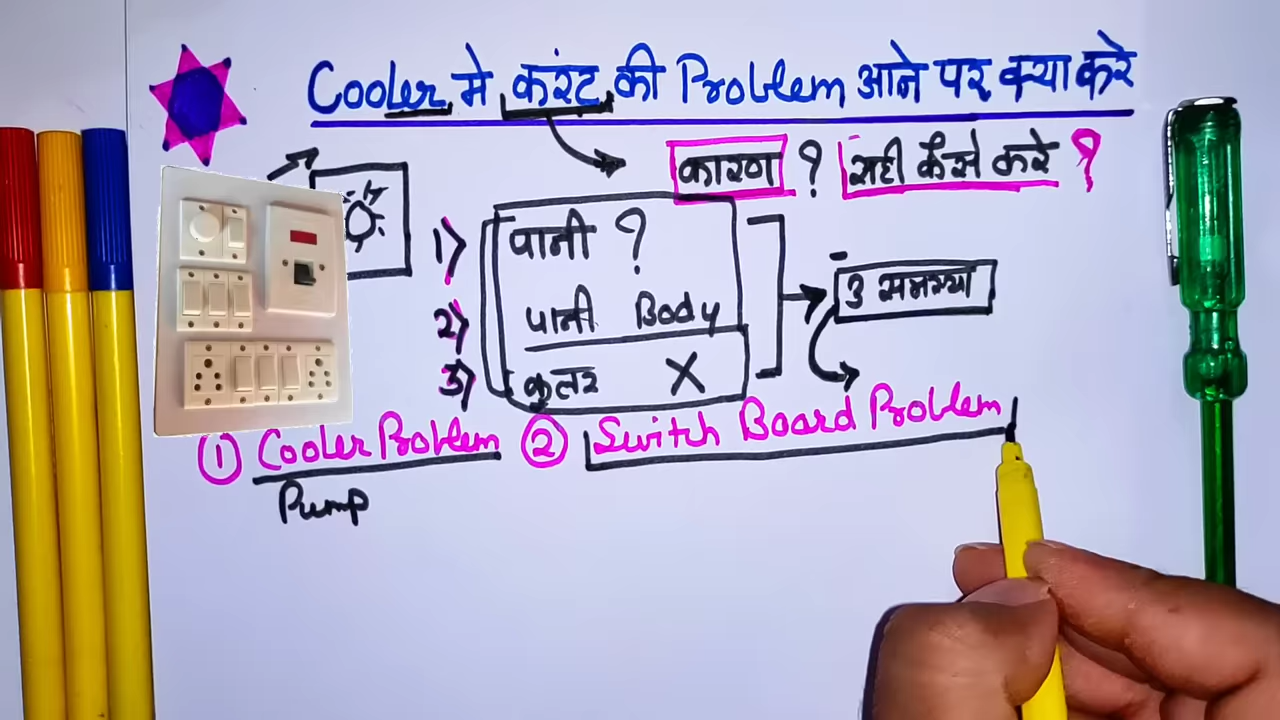 Cooler मे करंट की Problem आने पर क्या करे
कारण ? सही कैसे करे ?
1) पानी ?
2) पानी Body
3) कुलर X
3 समस्या
① Cooler Problem ② Switch Board Problem
Pump